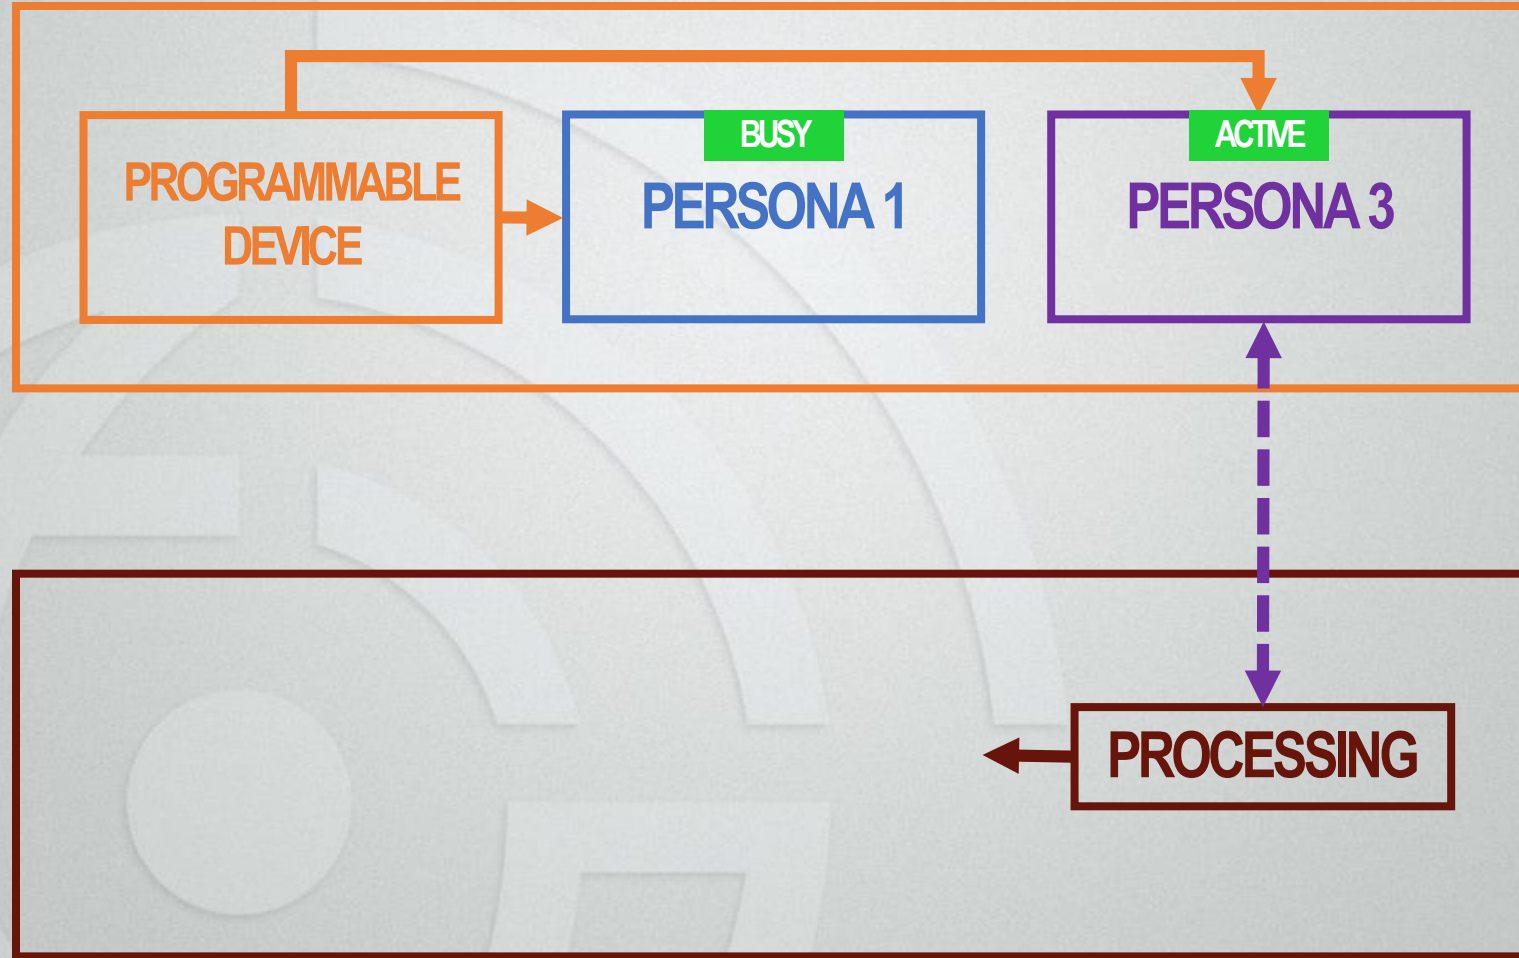 PROGRAMMABLE
DEVICE
BUSY
PERSONA 1
ACTIVE
PERSONA 3
PROCESSING